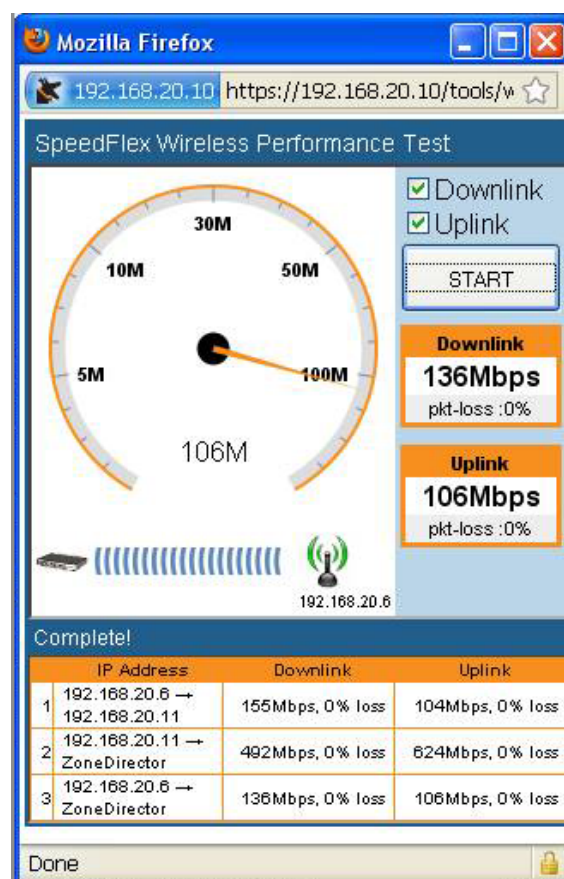 Mozilla Firefox
192.168.20.10 https://192.168.20.10/tools/w
SpeedFlex Wireless Performance Test
Downlink
Uplink
START
30M
10M
50M
5M
100M
106M
Downlink
136Mbps
pkt-loss :0%
Uplink
106Mbps
pkt-loss :0%
192.168.20.6
Complete!
IP Address Downlink Uplink
1 192.168.20.6 → 192.168.20.11 155Mbps, 0% loss 104Mbps, 0% loss
2 192.168.20.11 → ZoneDirector 492Mbps, 0% loss 624Mbps, 0% loss
3 192.168.20.6 → ZoneDirector 136Mbps, 0% loss 106Mbps, 0% loss
Done